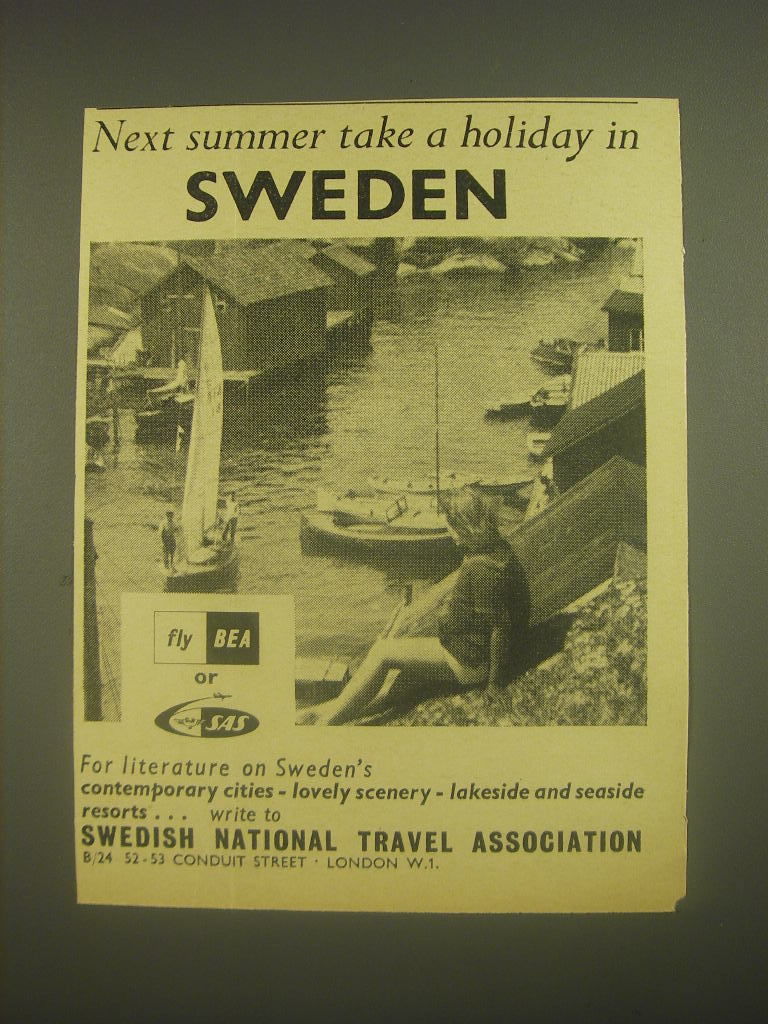 Next summer take a holiday in
SWEDEN
fly BEA
or
SAS
For literature on Sweden's
contemporary cities - lovely scenery - lakeside and seaside
resorts... write to
SWEDISH NATIONAL TRAVEL ASSOCIATION
B/24 52-53 CONDUIT STREET · LONDON W.1.